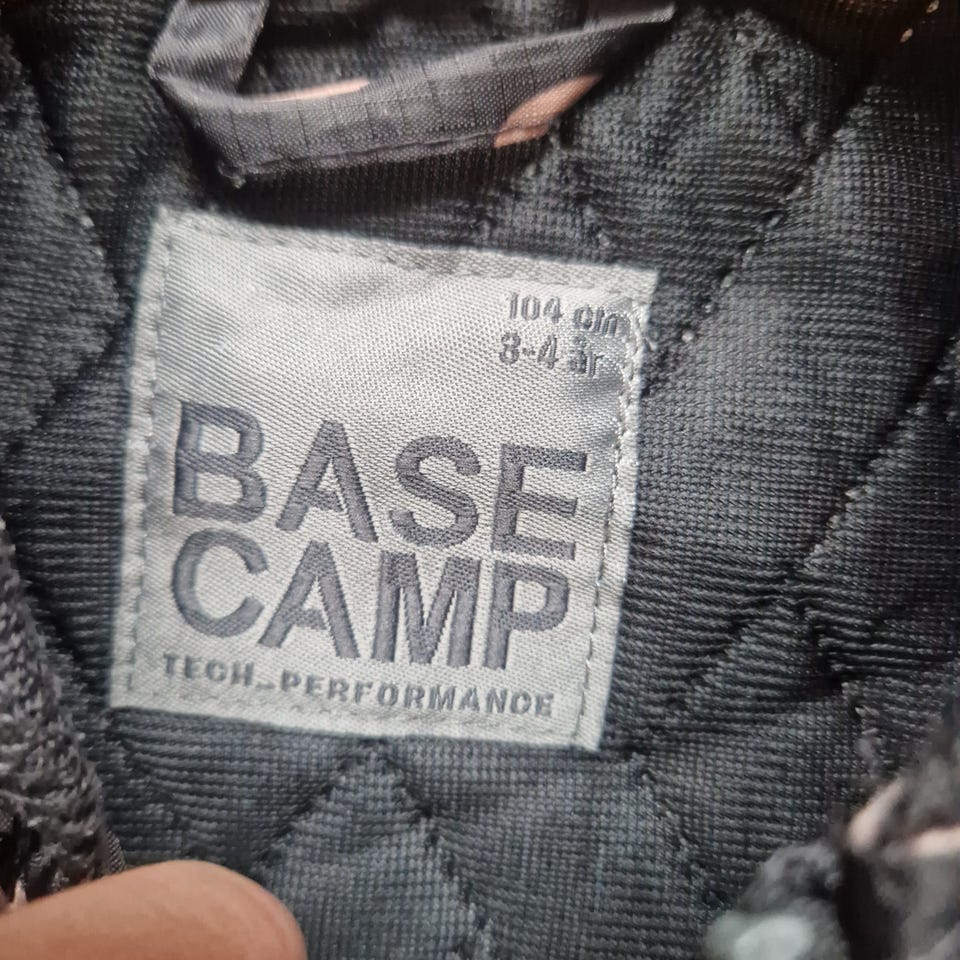 104 cm
3-4 år
BASE
CAMP
TECH_PERFORMANCE